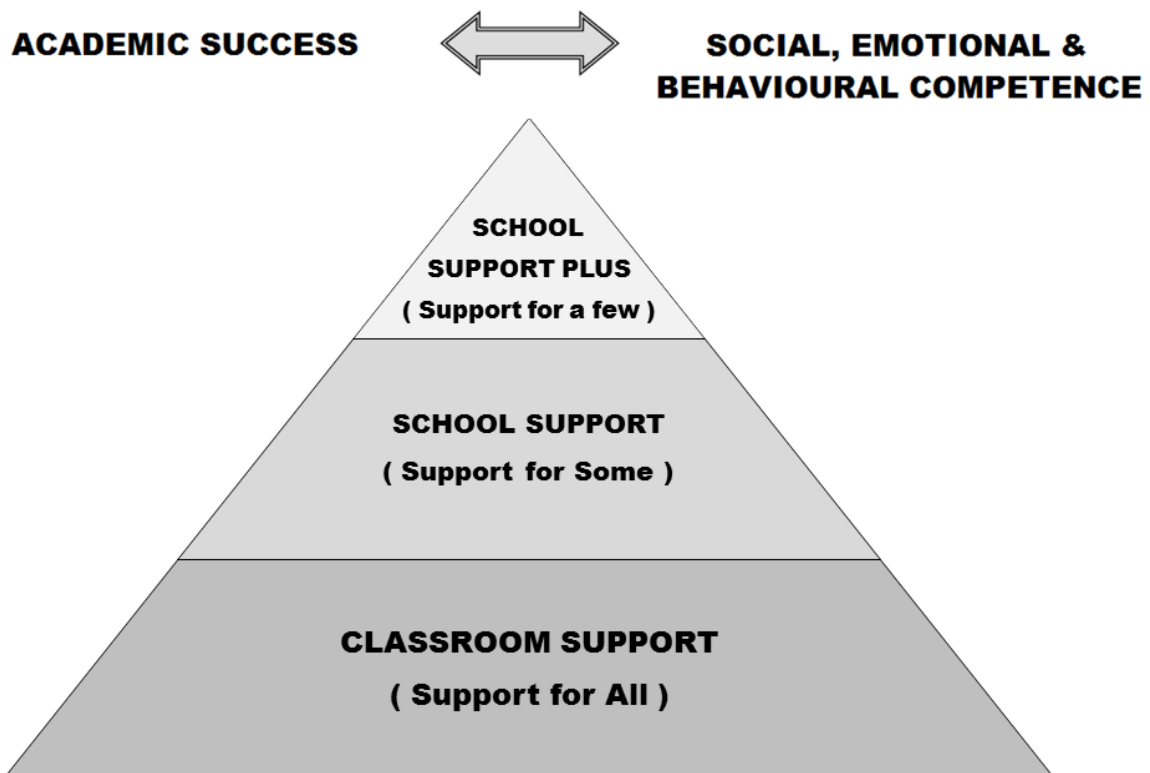 ACADEMIC SUCCESS
SOCIAL, EMOTIONAL &
BEHAVIOURAL COMPETENCE
SCHOOL
SUPPORT PLUS
( Support for a few )
SCHOOL SUPPORT
( Support for Some )
CLASSROOM SUPPORT
( Support for All )